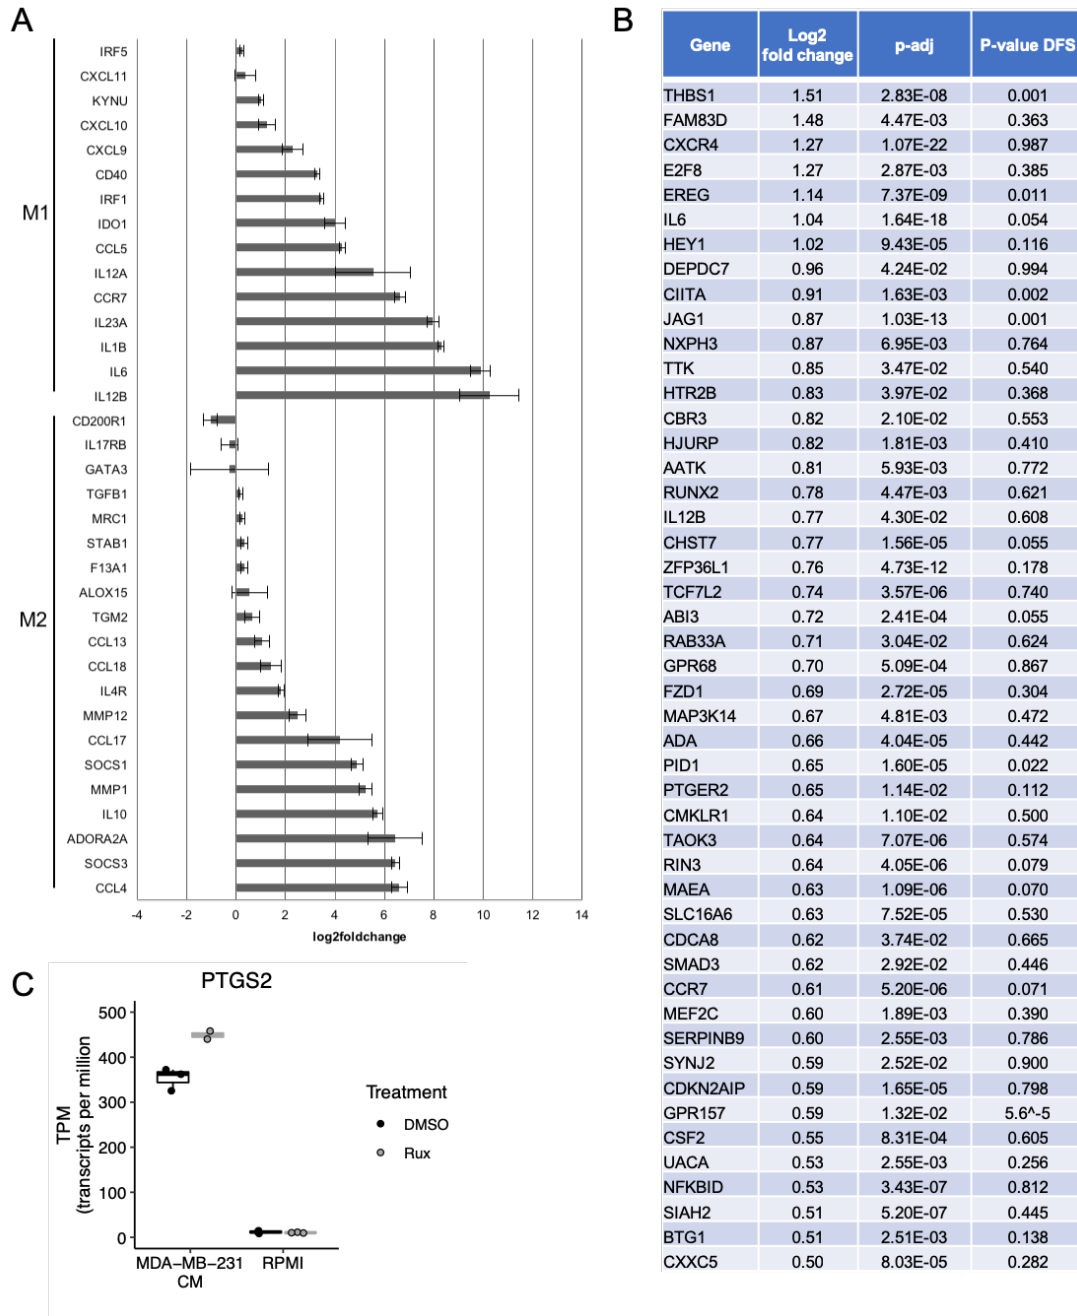 A
M1
IRF5
CXCL11
KYNU
CXCL10
CXCL9
CD40
IRF1
IDO1
CCL5
IL12A
CCR7
IL23A
IL1B
IL6
IL12B
M2
CD200R1
IL17RB
GATA3
TGFB1
MRC1
STAB1
F13A1
ALOX15
TGM2
CCL13
CCL18
IL4R
MMP12
CCL17
SOCS1
MMP1
IL10
ADORA2A
SOCS3
CCL4
-4 -2 0 2 4 6 8 10 12 14
log2foldchange
B
Gene Log2 fold change p-adj P-value DFS
THBS1 1.51 2.83E-08 0.001
FAM83D 1.48 4.47E-03 0.363
CXCR4 1.27 1.07E-22 0.987
E2F8 1.27 2.87E-03 0.385
EREG 1.14 7.37E-09 0.011
IL6 1.04 1.64E-18 0.054
HEY1 1.02 9.43E-05 0.116
DEPDC7 0.96 4.24E-02 0.994
CIITA 0.91 1.63E-03 0.002
JAG1 0.87 1.03E-13 0.001
NXPH3 0.87 6.95E-03 0.764
TTK 0.85 3.47E-02 0.540
HTR2B 0.83 3.97E-02 0.368
CBR3 0.82 2.10E-02 0.553
HJURP 0.82 1.81E-03 0.410
AATK 0.81 5.93E-03 0.772
RUNX2 0.78 4.47E-03 0.621
IL12B 0.77 4.30E-02 0.608
CHST7 0.77 1.56E-05 0.055
ZFP36L1 0.76 4.73E-12 0.178
TCF7L2 0.74 3.57E-06 0.740
ABI3 0.72 2.41E-04 0.055
RAB33A 0.71 3.04E-02 0.624
GPR68 0.70 5.09E-04 0.867
FZD1 0.69 2.72E-05 0.304
MAP3K14 0.67 4.81E-03 0.472
ADA 0.66 4.04E-05 0.442
PID1 0.65 1.60E-05 0.022
PTGER2 0.65 1.14E-02 0.112
CMKLR1 0.64 1.10E-02 0.500
TAOK3 0.64 7.07E-06 0.574
RIN3 0.64 4.05E-06 0.079
MAEA 0.63 1.09E-06 0.070
SLC16A6 0.63 7.52E-05 0.530
CDCA8 0.62 3.74E-02 0.665
SMAD3 0.62 2.92E-02 0.446
CCR7 0.61 5.20E-06 0.071
MEF2C 0.60 1.89E-03 0.390
SERPINB9 0.60 2.55E-03 0.786
SYNJ2 0.59 2.52E-02 0.900
CDKN2AIP 0.59 1.65E-05 0.798
GPR157 0.59 1.32E-02 5.6^-5
CSF2 0.55 8.31E-04 0.605
UACA 0.53 2.55E-03 0.256
NFKBID 0.53 3.43E-07 0.812
SIAH2 0.51 5.20E-07 0.445
BTG1 0.51 2.51E-03 0.138
CXXC5 0.50 8.03E-05 0.282
C
PTGS2
TPM
(transcripts per million
500
400
300
200
100
0
MDA-MB-231
CM
RPMI
Treatment
DMSO
Rux